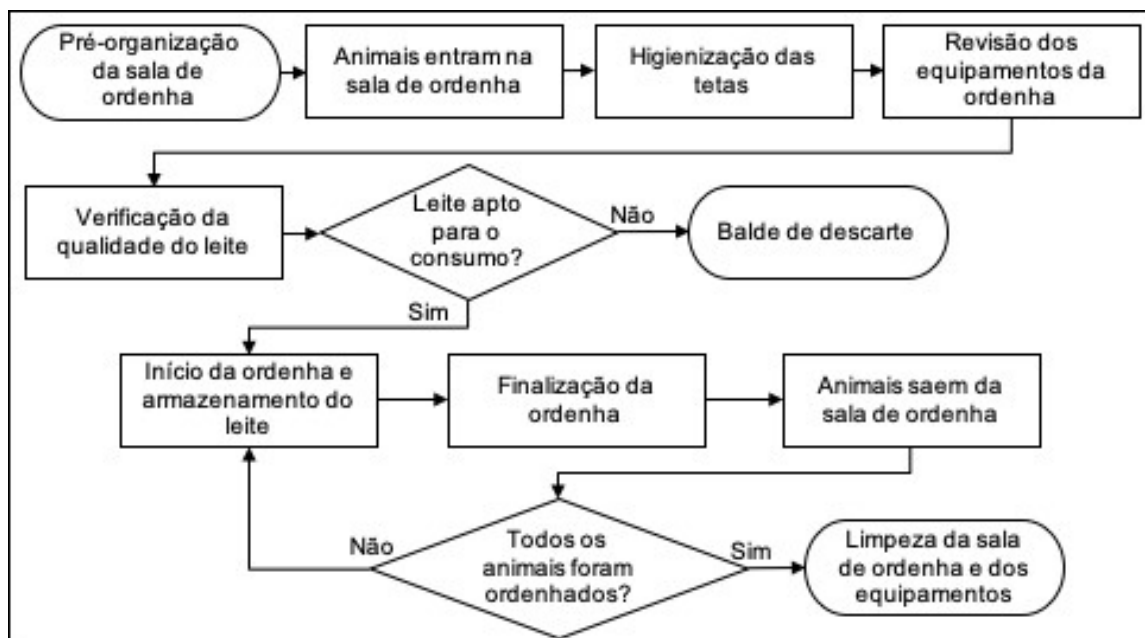 Pré-organização
da sala de
ordenha
Animais entram na
sala de ordenha
Higienização das
tetas
Revisão dos
equipamentos da
ordenha
Verificação da
qualidade do leite
Leite apto
para o
consumo?
Não
Balde de descarte
Sim
Início da ordenha e
armazenamento do
leite
Finalização da
ordenha
Animais saem da
sala de ordenha
Não
Todos os
animais foram
ordenhados?
Sim
Limpeza da sala
de ordenha e dos
equipamentos